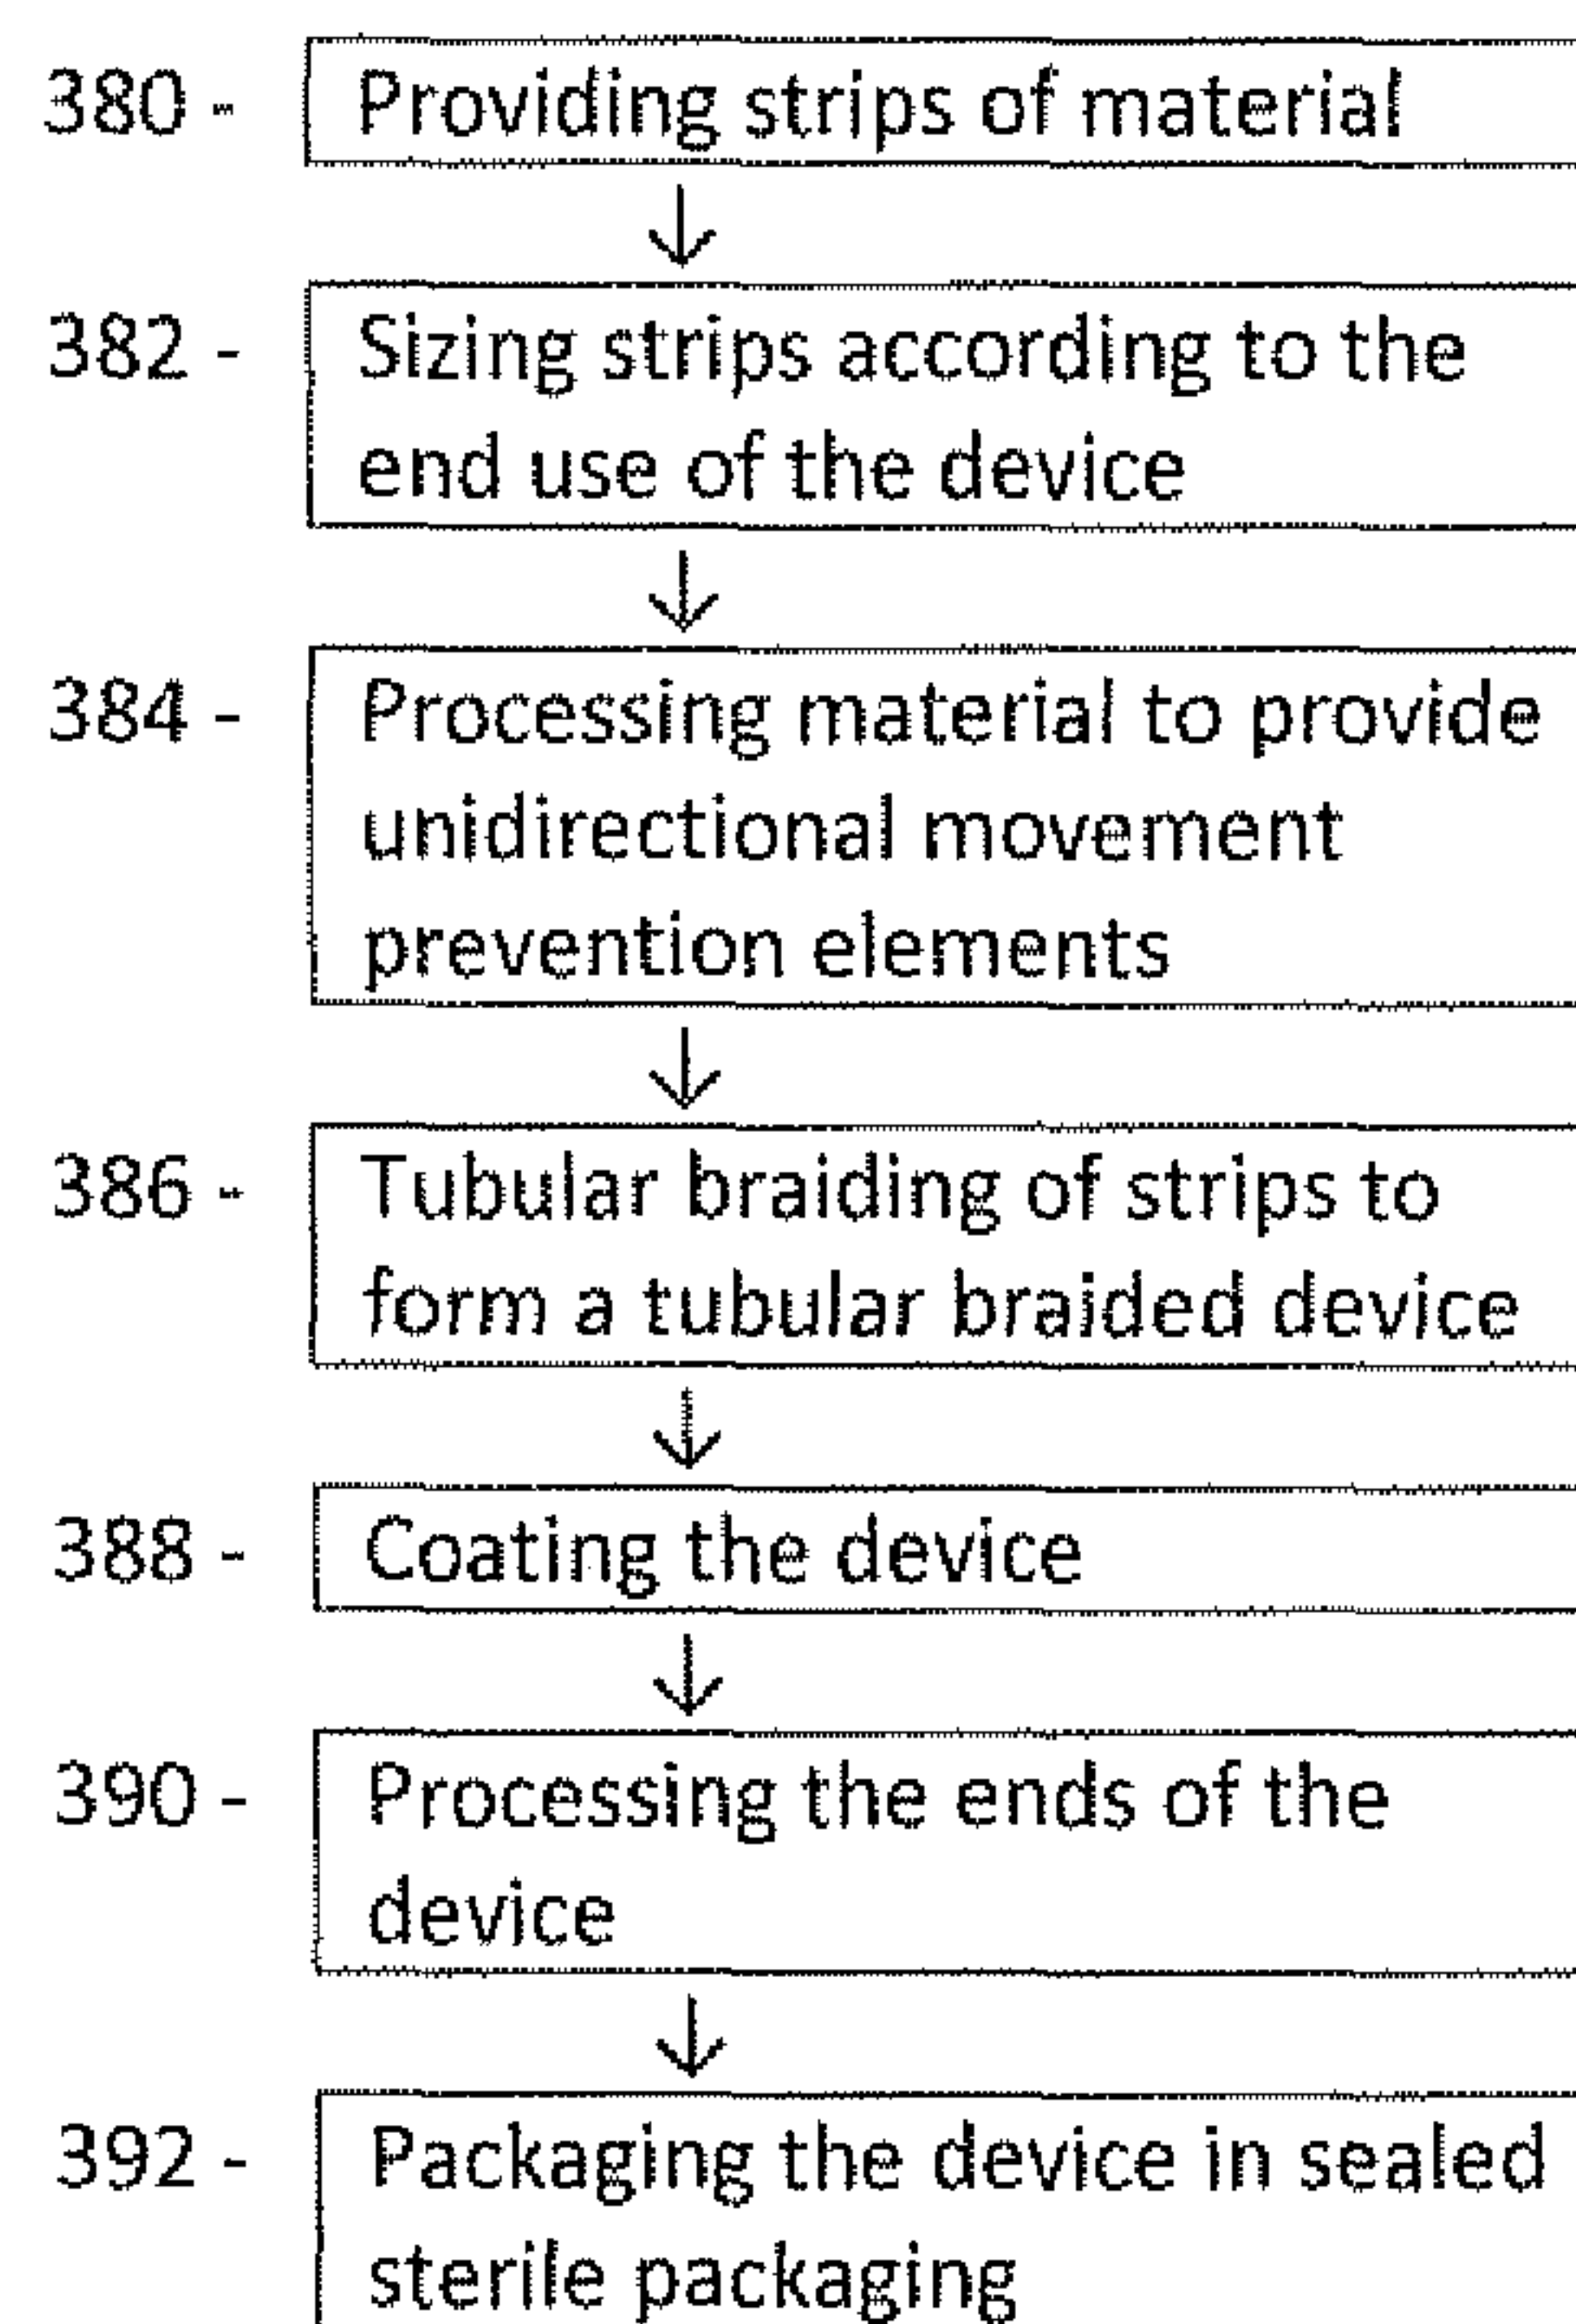 380 - Providing strips of material
382 - Sizing strips according to the
end use of the device
384 - Processing material to provide
unidirectional movement
prevention elements
386 - Tubular braiding of strips to
form a tubular braided device
388 - Coating the device
390 - Processing the ends of the
device
392 - Packaging the device in sealed
sterile packaging